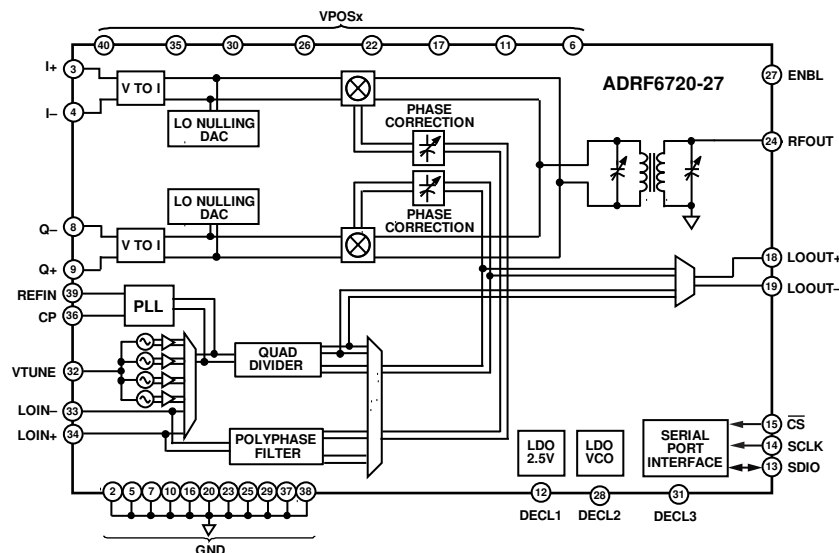 VPOSx
40 35 30 26 22 17 11 6
I+ 3
I– 4
V TO I
LO NULLING
DAC
PHASE
CORRECTION
ADRF6720-27
27 ENBL
24 RFOUT
LO NULLING
DAC
PHASE
CORRECTION
Q– 8
Q+ 9
V TO I
18 LOOUT+
19 LOOUT–
REFIN 39
CP 36
PLL
VTUNE 32
QUAD
DIVIDER
LOIN– 33
LOIN+ 34
POLYPHASE
FILTER
LDO
2.5V
LDO
VCO
SERIAL
PORT
INTERFACE
15 CS
14 SCLK
13 SDIO
2 5 7 10 16 20 23 25 29 37 38
GND
12
DECL1
28
DECL2
31
DECL3